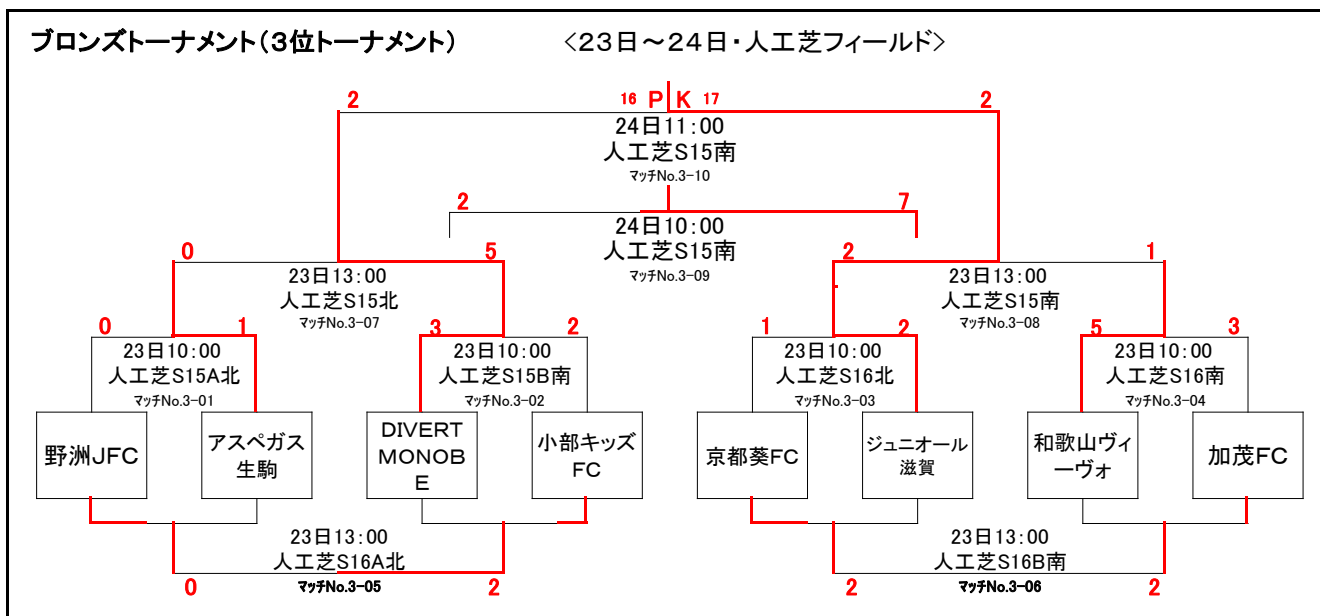 ブロンズトーナメント(3位トーナメント) <23日~24日・人工芝フィールド>
2 16 P K 17 2
24日11:00
人工芝S15南
マッチNo.3-10
2 7
24日10:00
人工芝S15南
マッチNo.3-09
0 5 2 1
23日13:00 23日13:00
人工芝S15北 人工芝S15南
マッチNo.3-07 マッチNo.3-08
0 1 3 2 1 2 5 3
23日10:00 23日10:00 23日10:00 23日10:00
人工芝S15A北 人工芝S15B南 人工芝S16北 人工芝S16南
マッチNo.3-01 マッチNo.3-02 マッチNo.3-03 マッチNo.3-04
野洲JFC
アスペガス
生駒
DIVERT
MONOB
E
小部キッズ
FC
京都葵FC
ジュニオール
滋賀
和歌山ヴィ
ーヴォ
加茂FC
23日13:00 23日13:00
人工芝S16A北 人工芝S16B南
0 マッチNo.3-05 2 2 マッチNo.3-06 2